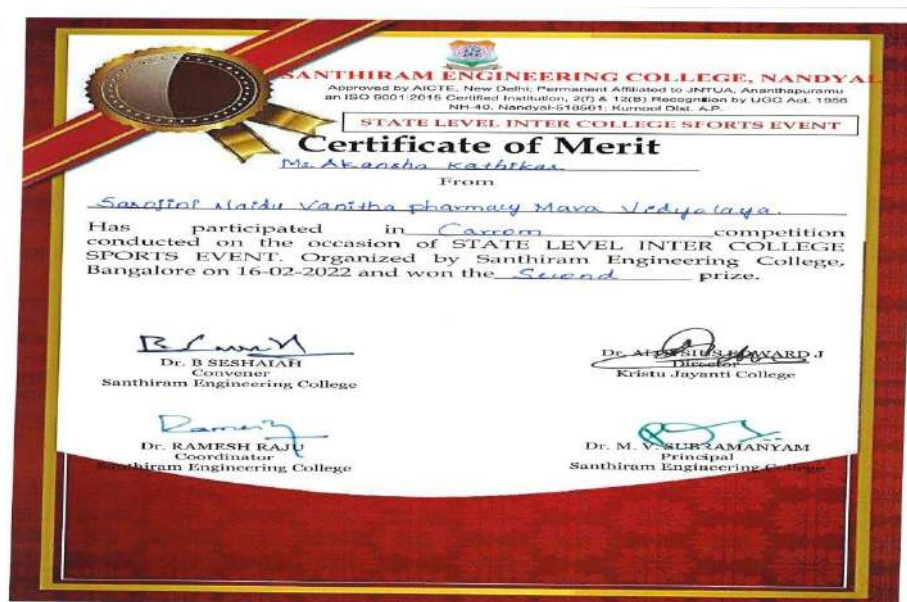 SANTHIRAM ENGINEERING COLLEGE, NANDYAL
Approved by AICTE, New Delhi; Permanent Affiliated to JNTUA, Ananthapuramu
an ISO 9001:2015 Certified Institution, 2(f) & 12(B) Recognition by UGC Act, 1956
NH-40, Nandyal-518501; Kurnool Dist. A.P.
STATE LEVEL INTER COLLEGE SPORTS EVENT
Certificate of Merit
Ms. Akansha Kathikar
From
Sarojini Naidu Vanitha pharmacy Mava Vidyalaya.
Has participated in Carrom competition
conducted on the occasion of STATE LEVEL INTER COLLEGE
SPORTS EVENT. Organized by Santhiram Engineering College,
Bangalore on 16-02-2022 and won the Second prize.
Dr. B SESHAIAH
Convener
Santhiram Engineering College
Dr. ALOYSIUS EDWARD J
Director
Kristu Jayanti College
Dr. RAMESH RAJU
Coordinator
Santhiram Engineering College
Dr. M. V. SUBRAMANYAM
Principal
Santhiram Engineering College